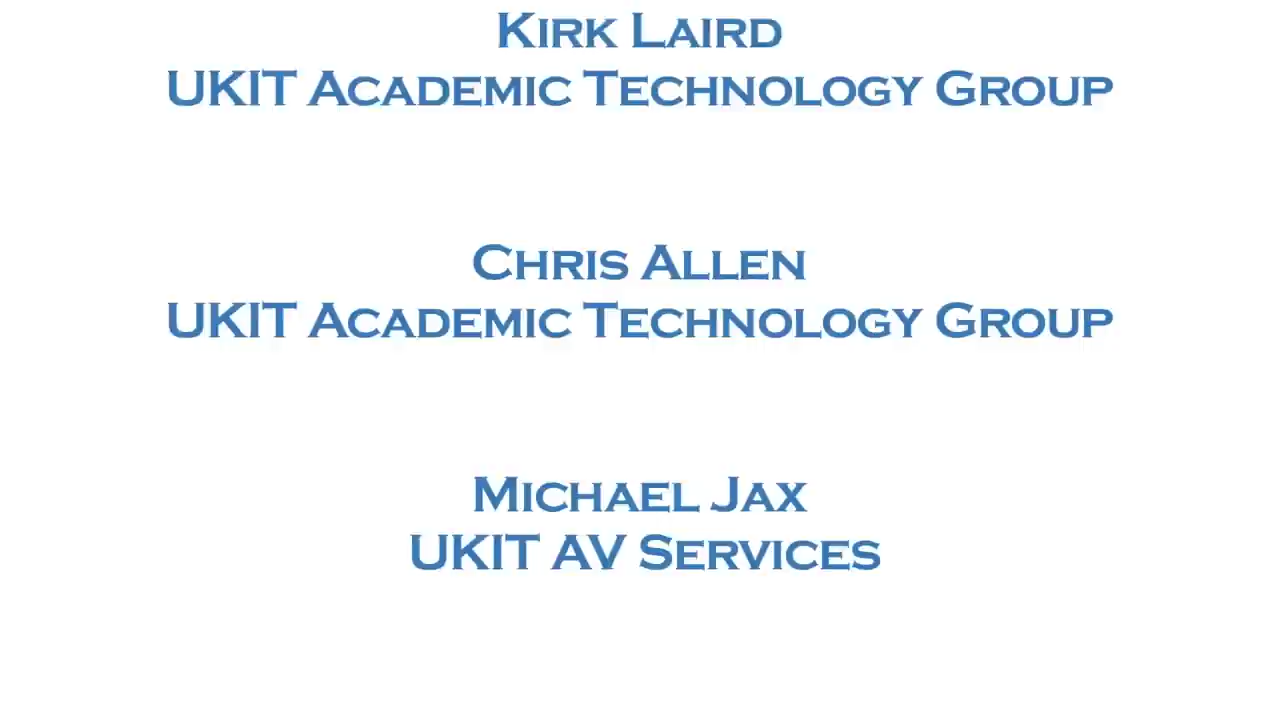 Kirk Laird
UKIT Academic Technology Group
Chris Allen
UKIT Academic Technology Group
Michael Jax
UKIT AV Services